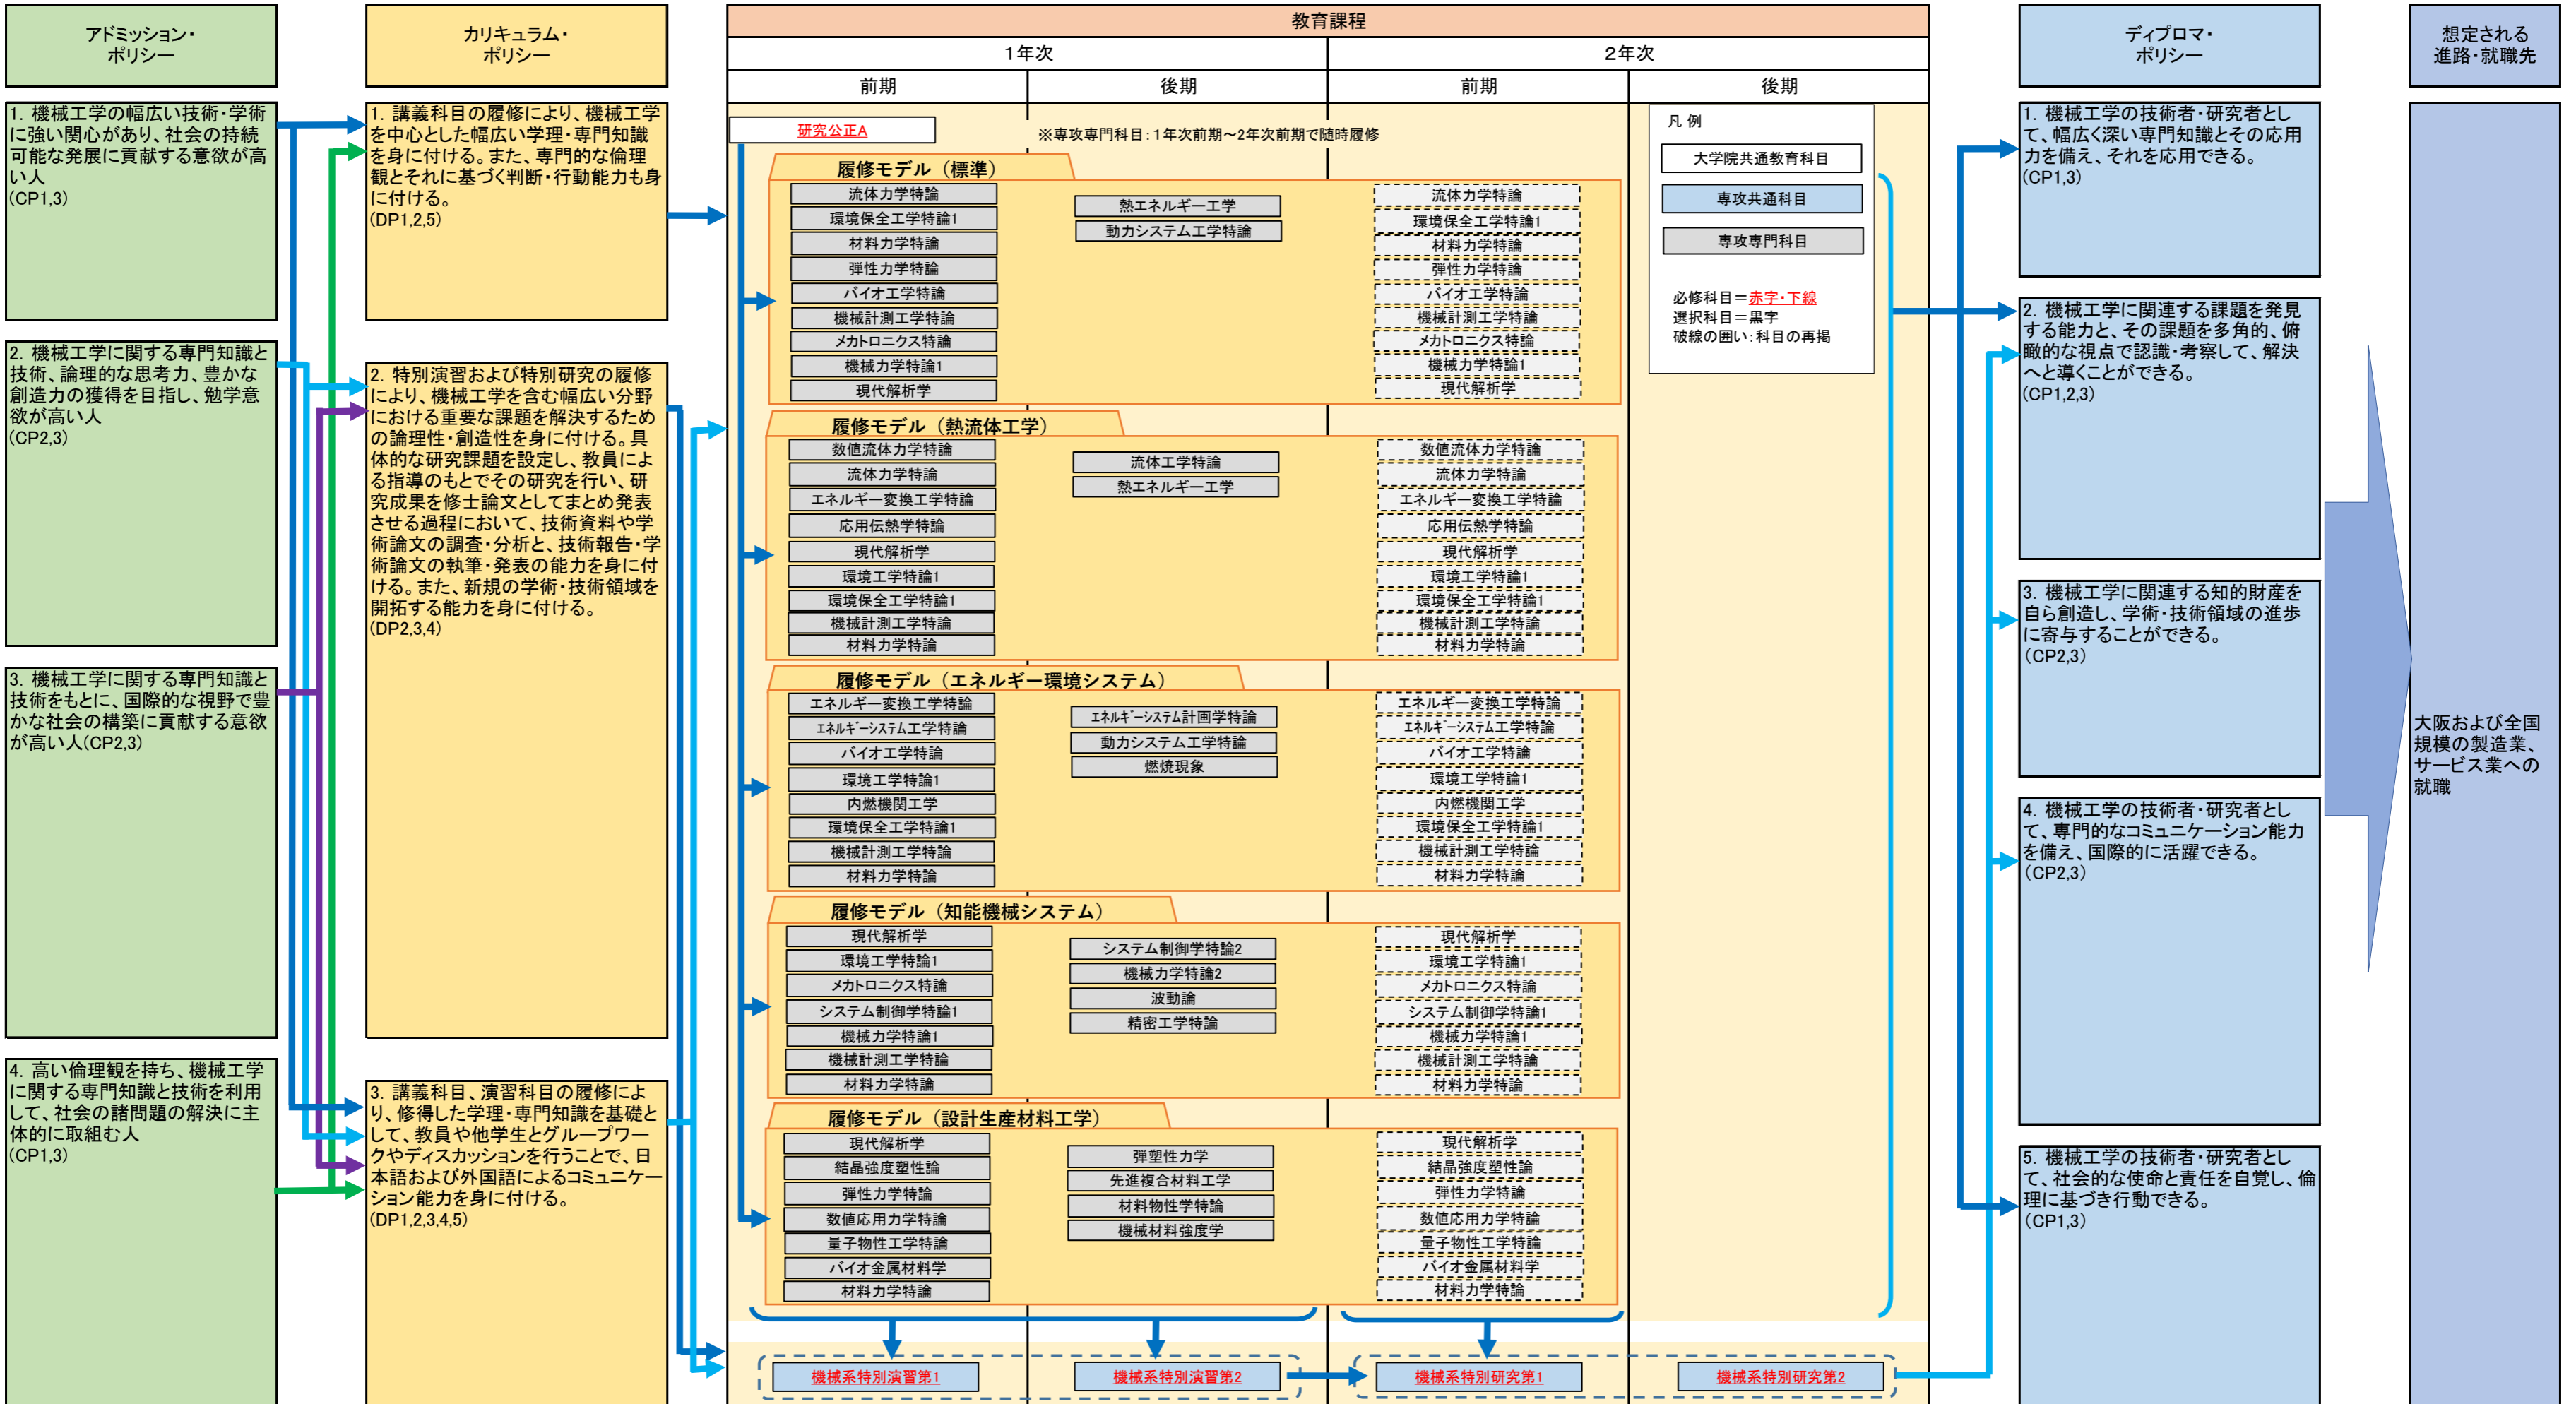 アドミッション・
ポリシー
1. 機械工学の幅広い技術・学術
に強い関心があり、社会の持続
可能な発展に貢献する意欲が高
い人
(CP1,3)
2. 機械工学に関する専門知識と
技術、論理的な思考力、豊かな
創造力の獲得を目指し、勉学意
欲が高い人
(CP2,3)
3. 機械工学に関する専門知識と
技術をもとに、国際的な視野で豊
かな社会の構築に貢献する意欲
が高い人(CP2,3)
4. 高い倫理観を持ち、機械工学
に関する専門知識と技術を利用
して、社会の諸問題の解決に主
体的に取組む人
(CP1,3)
カリキュラム・
ポリシー
1. 講義科目の履修により、機械工学
を中心とした幅広い学理・専門知識
を身に付ける。また、専門的な倫理
観とそれに基づく判断・行動能力も身
に付ける。
(DP1,2,5)
2. 特別演習および特別研究の履修
により、機械工学を含む幅広い分野
における重要な課題を解決するため
の論理性・創造性を身に付ける。具
体的な研究課題を設定し、教員によ
る指導のもとでその研究を行い、研
究成果を修士論文としてまとめ発表
させる過程において、技術資料や学
術論文の調査・分析と、技術報告・学
術論文の執筆・発表の能力を身に付
ける。また、新規の学術・技術領域を
開拓する能力を身に付ける。
(DP2,3,4)
3. 講義科目、演習科目の履修によ
り、修得した学理・専門知識を基礎と
して、教員や他学生とグループワー
クやディスカッションを行うことで、日
本語および外国語によるコミュニケー
ション能力を身に付ける。
(DP1,2,3,4,5)
教育課程
1年次
2年次
前期
後期
前期
後期
研究公正A
※専攻専門科目：1年次前期～2年次前期で随時履修
履修モデル（標準）
流体力学特論
環境保全工学特論1
材料力学特論
弾性力学特論
バイオ工学特論
機械計測工学特論
メカトロニクス特論
機械力学特論1
現代解析学
熱エネルギー工学
動力システム工学特論
流体力学特論
環境保全工学特論1
材料力学特論
弾性力学特論
バイオ工学特論
機械計測工学特論
メカトロニクス特論
機械力学特論1
現代解析学
履修モデル（熱流体工学）
数値流体力学特論
流体力学特論
エネルギー変換工学特論
応用伝熱学特論
現代解析学
環境工学特論1
環境保全工学特論1
機械計測工学特論
材料力学特論
流体工学特論
熱エネルギー工学
数値流体力学特論
流体力学特論
エネルギー変換工学特論
応用伝熱学特論
現代解析学
環境工学特論1
環境保全工学特論1
機械計測工学特論
材料力学特論
履修モデル（エネルギー環境システム）
エネルギー変換工学特論
ｴﾈﾙｷﾞｰｼｽﾃﾑ工学特論
バイオ工学特論
環境工学特論1
内燃機関工学
環境保全工学特論1
機械計測工学特論
材料力学特論
ｴﾈﾙｷﾞｰｼｽﾃﾑ計画学特論
動力システム工学特論
燃焼現象
エネルギー変換工学特論
ｴﾈﾙｷﾞｰｼｽﾃﾑ工学特論
バイオ工学特論
環境工学特論1
内燃機関工学
環境保全工学特論1
機械計測工学特論
材料力学特論
履修モデル（知能機械システム）
現代解析学
環境工学特論1
メカトロニクス特論
システム制御学特論1
機械力学特論1
機械計測工学特論
材料力学特論
システム制御学特論2
機械力学特論2
波動論
精密工学特論
現代解析学
環境工学特論1
メカトロニクス特論
システム制御学特論1
機械力学特論1
機械計測工学特論
材料力学特論
履修モデル（設計生産材料工学）
現代解析学
結晶強度塑性論
弾性力学特論
数値応用力学特論
量子物性工学特論
バイオ金属材料学
材料力学特論
弾塑性力学
先進複合材料工学
材料物性学特論
機械材料強度学
現代解析学
結晶強度塑性論
弾性力学特論
数値応用力学特論
量子物性工学特論
バイオ金属材料学
材料力学特論
機械系特別演習第1
機械系特別演習第2
機械系特別研究第1
機械系特別研究第2
凡 例
大学院共通教育科目
専攻共通科目
専攻専門科目
必修科目＝赤字・下線
選択科目＝黒字
破線の囲い：科目の再掲
ディプロマ・
ポリシー
1. 機械工学の技術者・研究者とし
て、幅広く深い専門知識とその応用
力を備え、それを応用できる。
(CP1,3)
2. 機械工学に関連する課題を発見
する能力と、その課題を多角的、俯
瞰的な視点で認識・考察して、解決
へと導くことができる。
(CP1,2,3)
3. 機械工学に関連する知的財産を
自ら創造し、学術・技術領域の進歩
に寄与することができる。
(CP2,3)
4. 機械工学の技術者・研究者とし
て、専門的なコミュニケーション能力
を備え、国際的に活躍できる。
(CP2,3)
5. 機械工学の技術者・研究者とし
て、社会的な使命と責任を自覚し、倫
理に基づき行動できる。
(CP1,3)
想定される
進路・就職先
大阪および全国
規模の製造業、
サービス業への
就職